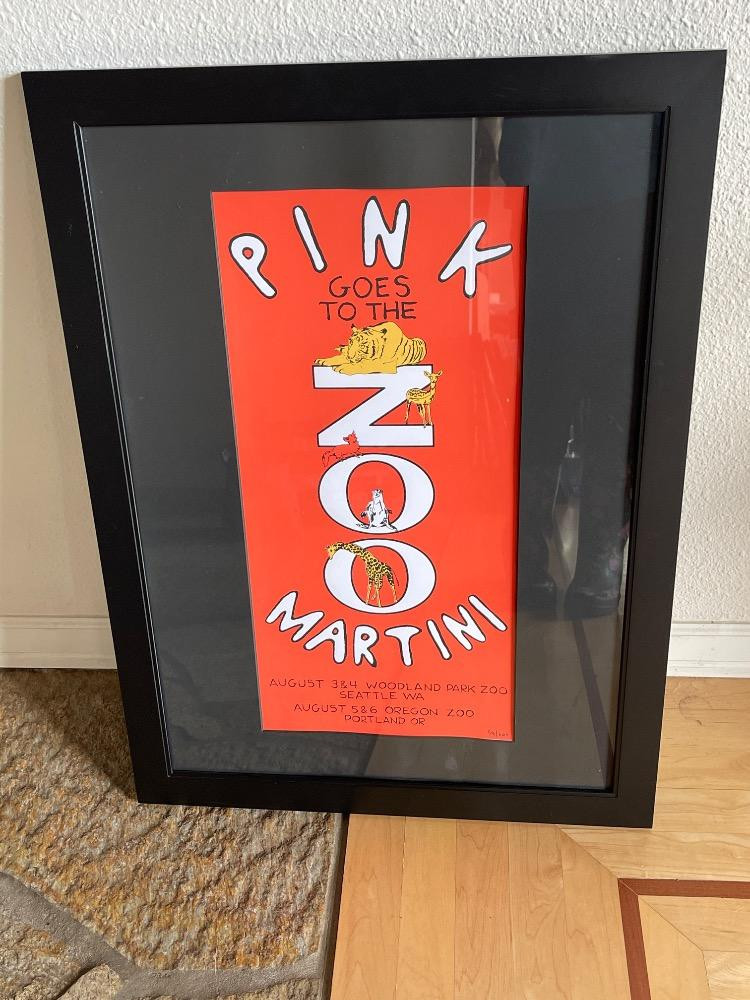 PINK
GOES
TO THE
ZOO
MARTINI
AUGUST 3&4 WOODLAND PARK ZOO
SEATTLE WA
AUGUST 5&6 OREGON ZOO
PORTLAND OR